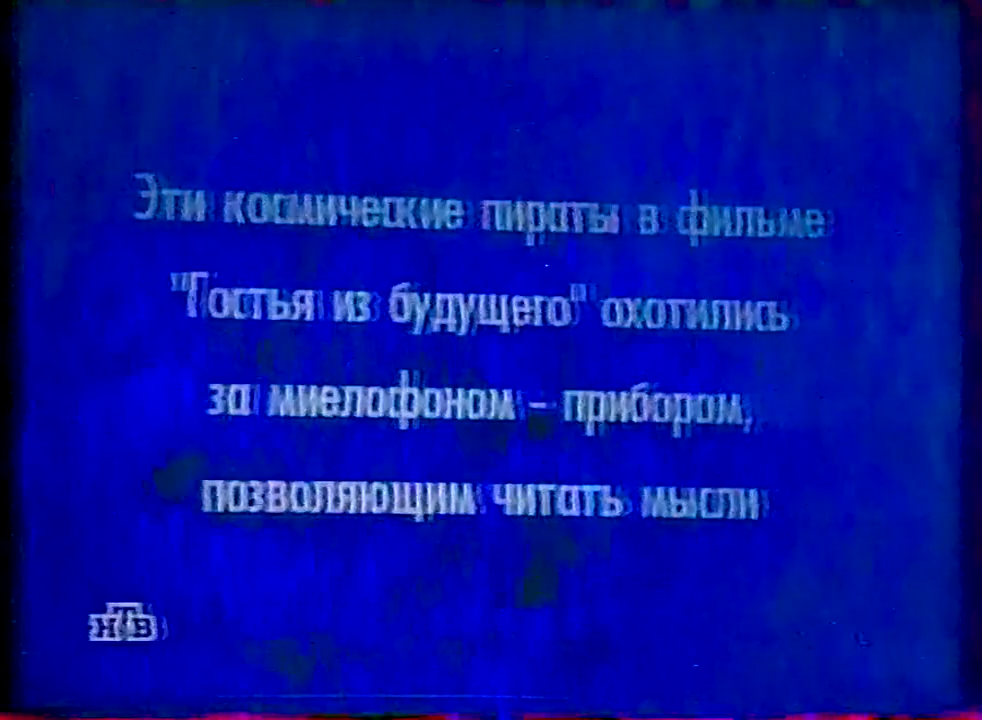 Эти космические пираты в фильме
"Гостья из будущего" охотились
за миелофоном – прибором,
позволяющим читать мысли
НТВ